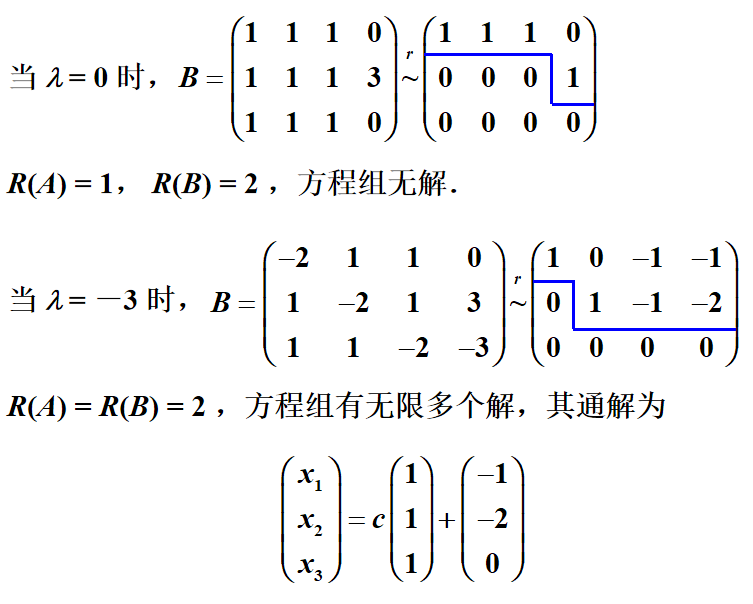 当 λ = 0 时，B = \begin{pmatrix} 1 & 1 & 1 & 0 \\ 1 & 1 & 1 & 3 \\ 1 & 1 & 1 & 0 \end{pmatrix} \overset{r}{\sim} \begin{pmatrix} 1 & 1 & 1 & 0 \\ 0 & 0 & 0 & 1 \\ 0 & 0 & 0 & 0 \end{pmatrix}
R(A) = 1， R(B) = 2 ，方程组无解．
当 λ = －3 时， B = \begin{pmatrix} –2 & 1 & 1 & 0 \\ 1 & –2 & 1 & 3 \\ 1 & 1 & –2 & –3 \end{pmatrix} \overset{r}{\sim} \begin{pmatrix} 1 & 0 & –1 & –1 \\ 0 & 1 & –1 & –2 \\ 0 & 0 & 0 & 0 \end{pmatrix}
R(A) = R(B) = 2 ，方程组有无限多个解，其通解为
\begin{pmatrix} x_1 \\ x_2 \\ x_3 \end{pmatrix} = c \begin{pmatrix} 1 \\ 1 \\ 1 \end{pmatrix} + \begin{pmatrix} –1 \\ –2 \\ 0 \end{pmatrix}